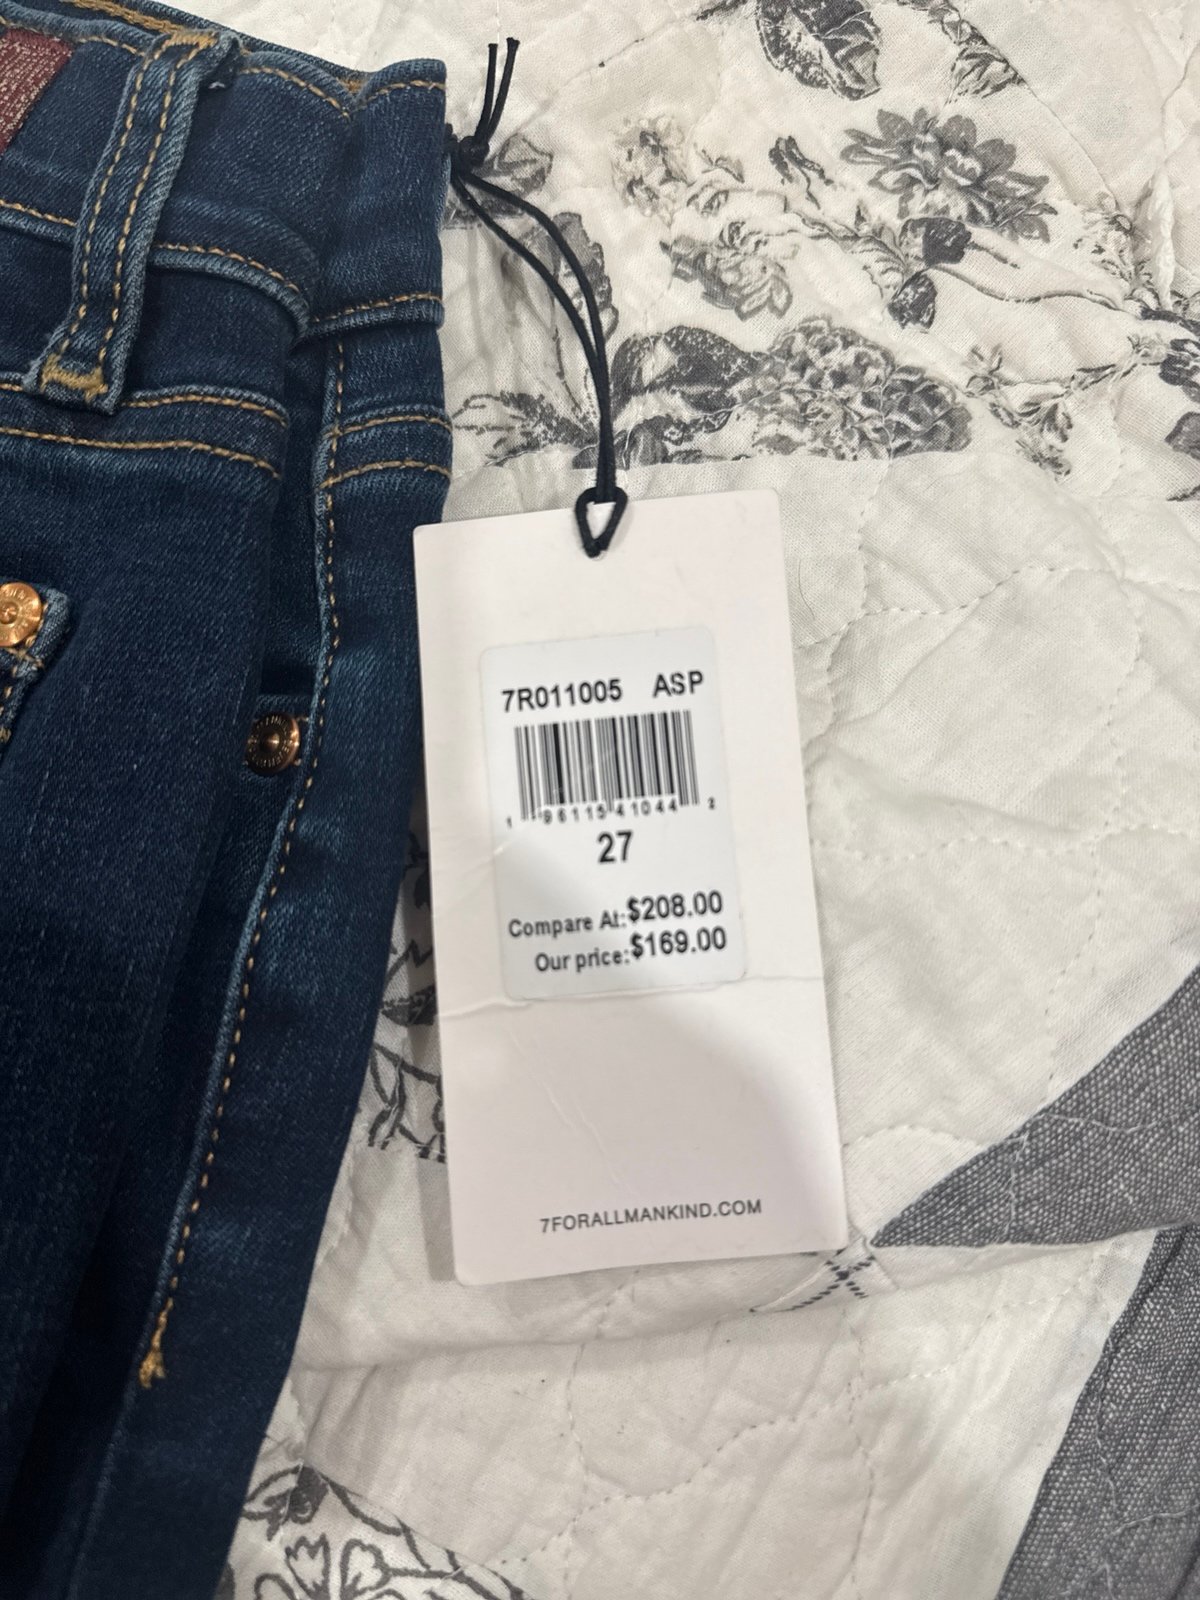 7R011005 ASP
1 96115 41044 2
27
Compare At: $208.00
Our price: $169.00
7FORALLMANKIND.COM